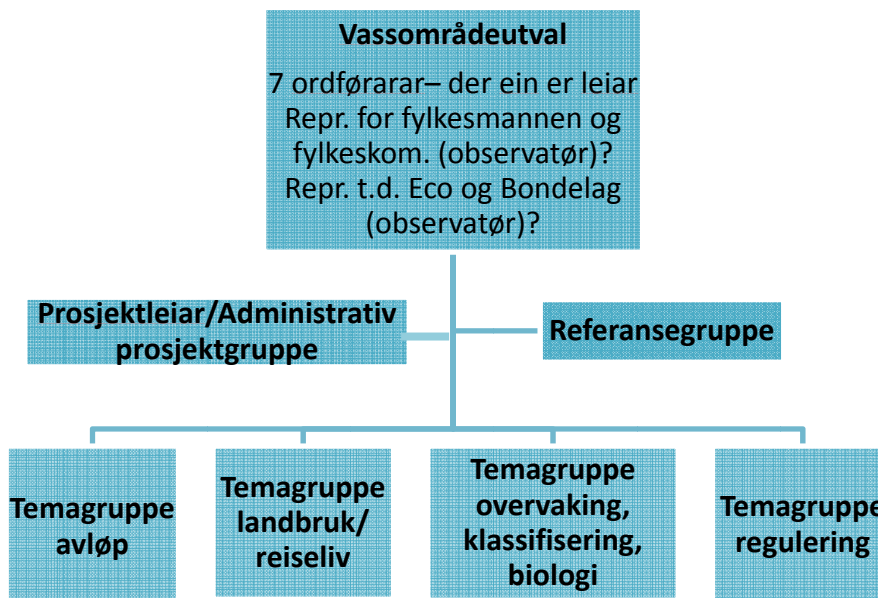 Vassområdeutval
7 ordførarar– der ein er leiar
Repr. for fylkesmannen og
fylkeskom. (observatør)?
Repr. t.d. Eco og Bondelag
(observatør)?
Prosjektleiar/Administrativ
prosjektgruppe
Referansegruppe
Temagruppe
avløp
Temagruppe
landbruk/
reiseliv
Temagruppe
overvaking,
klassifisering,
biologi
Temagruppe
regulering